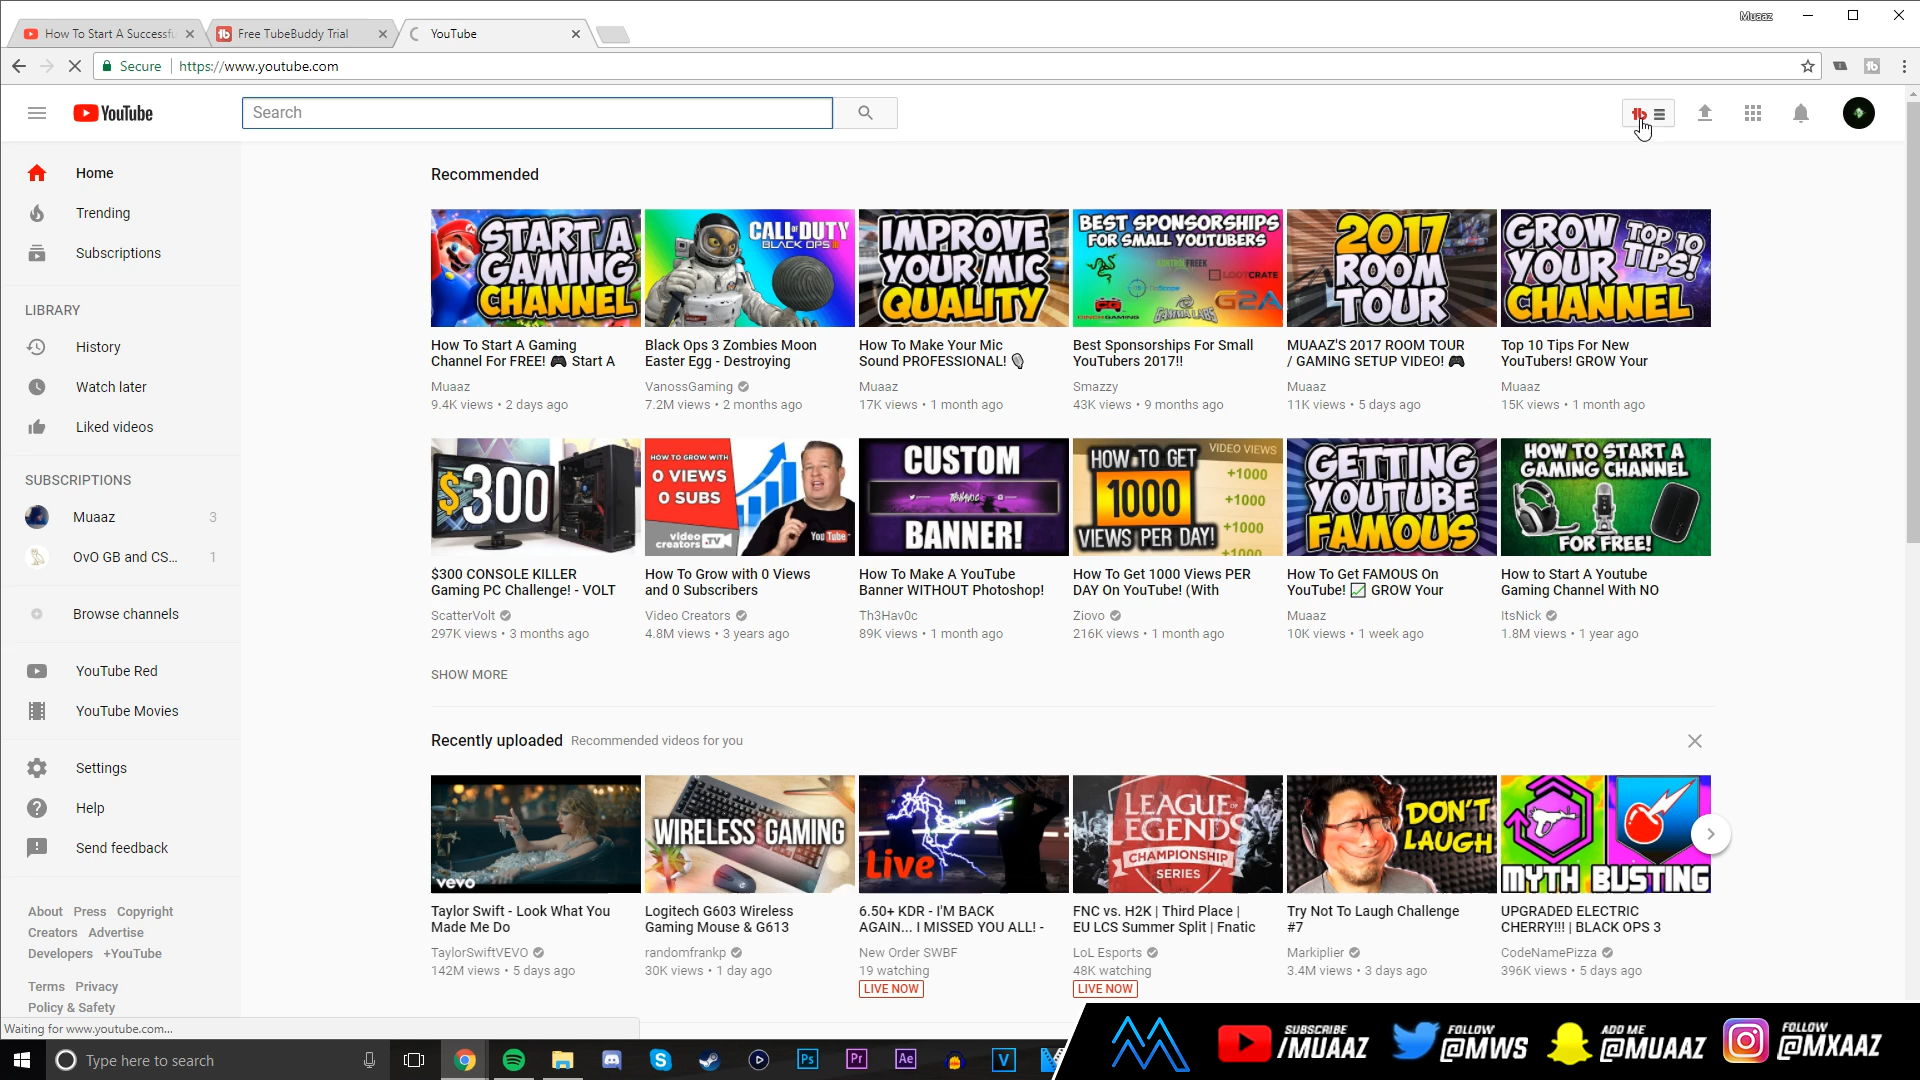 Muaaz
How To Start A Successfu
Free TubeBuddy Trial
YouTube
Secure
https://www.youtube.com
YouTube
Search
Home
Trending
Subscriptions
LIBRARY
History
Watch later
Liked videos
SUBSCRIPTIONS
Muaaz 3
OvO GB and CS... 1
Browse channels
YouTube Red
YouTube Movies
Settings
Help
Send feedback
About Press Copyright
Creators Advertise
Developers +YouTube
Terms Privacy
Policy & Safety
Waiting for www.youtube.com...
Recommended
START A
GAMING
CHANNEL
How To Start A Gaming
Channel For FREE! 🎮 Start A
Muaaz
9.4K views • 2 days ago
CALL OF DUTY
BLACK OPS III
Black Ops 3 Zombies Moon
Easter Egg - Destroying
VanossGaming
7.2M views • 2 months ago
IMPROVE
YOUR MIC
QUALITY
How To Make Your Mic
Sound PROFESSIONAL! 🎙
Muaaz
17K views • 1 month ago
BEST SPONSORSHIPS
FOR SMALL YOUTUBERS
KONTROLFREEK
LOOTCRATE
G2A
GAMMA LABS
Best Sponsorships For Small
YouTubers 2017!!
Smazzy
43K views • 9 months ago
2017
ROOM
TOUR
MUAAZ'S 2017 ROOM TOUR
/ GAMING SETUP VIDEO! 🎮
Muaaz
11K views • 5 days ago
GROW
YOUR
CHANNEL
TOP 10
TIPS!
Top 10 Tips For New
YouTubers! GROW Your
Muaaz
15K views • 1 month ago
$300
$300 CONSOLE KILLER
Gaming PC Challenge! - VOLT
ScatterVolt
297K views • 3 months ago
HOW TO GROW WITH
0 VIEWS
0 SUBS
video
creators.TV
YouTube
How To Grow with 0 Views
and 0 Subscribers
Video Creators
4.8M views • 3 years ago
CUSTOM
BANNER!
How To Make A YouTube
Banner WITHOUT Photoshop!
Th3Hav0c
89K views • 1 month ago
HOW TO GET
1000
VIEWS PER DAY!
VIDEO VIEWS
+1000
+1000
+1000
+1000
How To Get 1000 Views PER
DAY On YouTube! (With
Ziovo
216K views • 1 month ago
GETTING
YOUTUBE
FAMOUS
How To Get FAMOUS On
YouTube! 📈 GROW Your
Muaaz
10K views • 1 week ago
HOW TO START A
GAMING CHANNEL
FOR FREE!
How to Start A Youtube
Gaming Channel With NO
ItsNick
1.8M views • 1 year ago
SHOW MORE
Recently uploaded Recommended videos for you
vevo
Taylor Swift - Look What You
Made Me Do
TaylorSwiftVEVO
142M views • 5 days ago
WIRELESS GAMING
Logitech G603 Wireless
Gaming Mouse & G613
randomfrankp
30K views • 1 day ago
Live
6.50+ KDR - I'M BACK
AGAIN... I MISSED YOU ALL! -
New Order SWBF
19 watching
LIVE NOW
LEAGUE OF
LEGENDS
CHAMPIONSHIP
SERIES
FNC vs. H2K | Third Place |
EU LCS Summer Split | Fnatic
LoL Esports
48K watching
LIVE NOW
DON'T
LAUGH
Try Not To Laugh Challenge
#7
Markiplier
3.4M views • 3 days ago
MYTH BUSTING
UPGRADED ELECTRIC
CHERRY!!! | BLACK OPS 3
CodeNamePizza
396K views • 5 days ago
Type here to search
Ps
Pr
Ae
V
SUBSCRIBE
/MUAAZ
FOLLOW
@MWS
ADD ME
@MUAAZ
FOLLOW
@MXAAZ